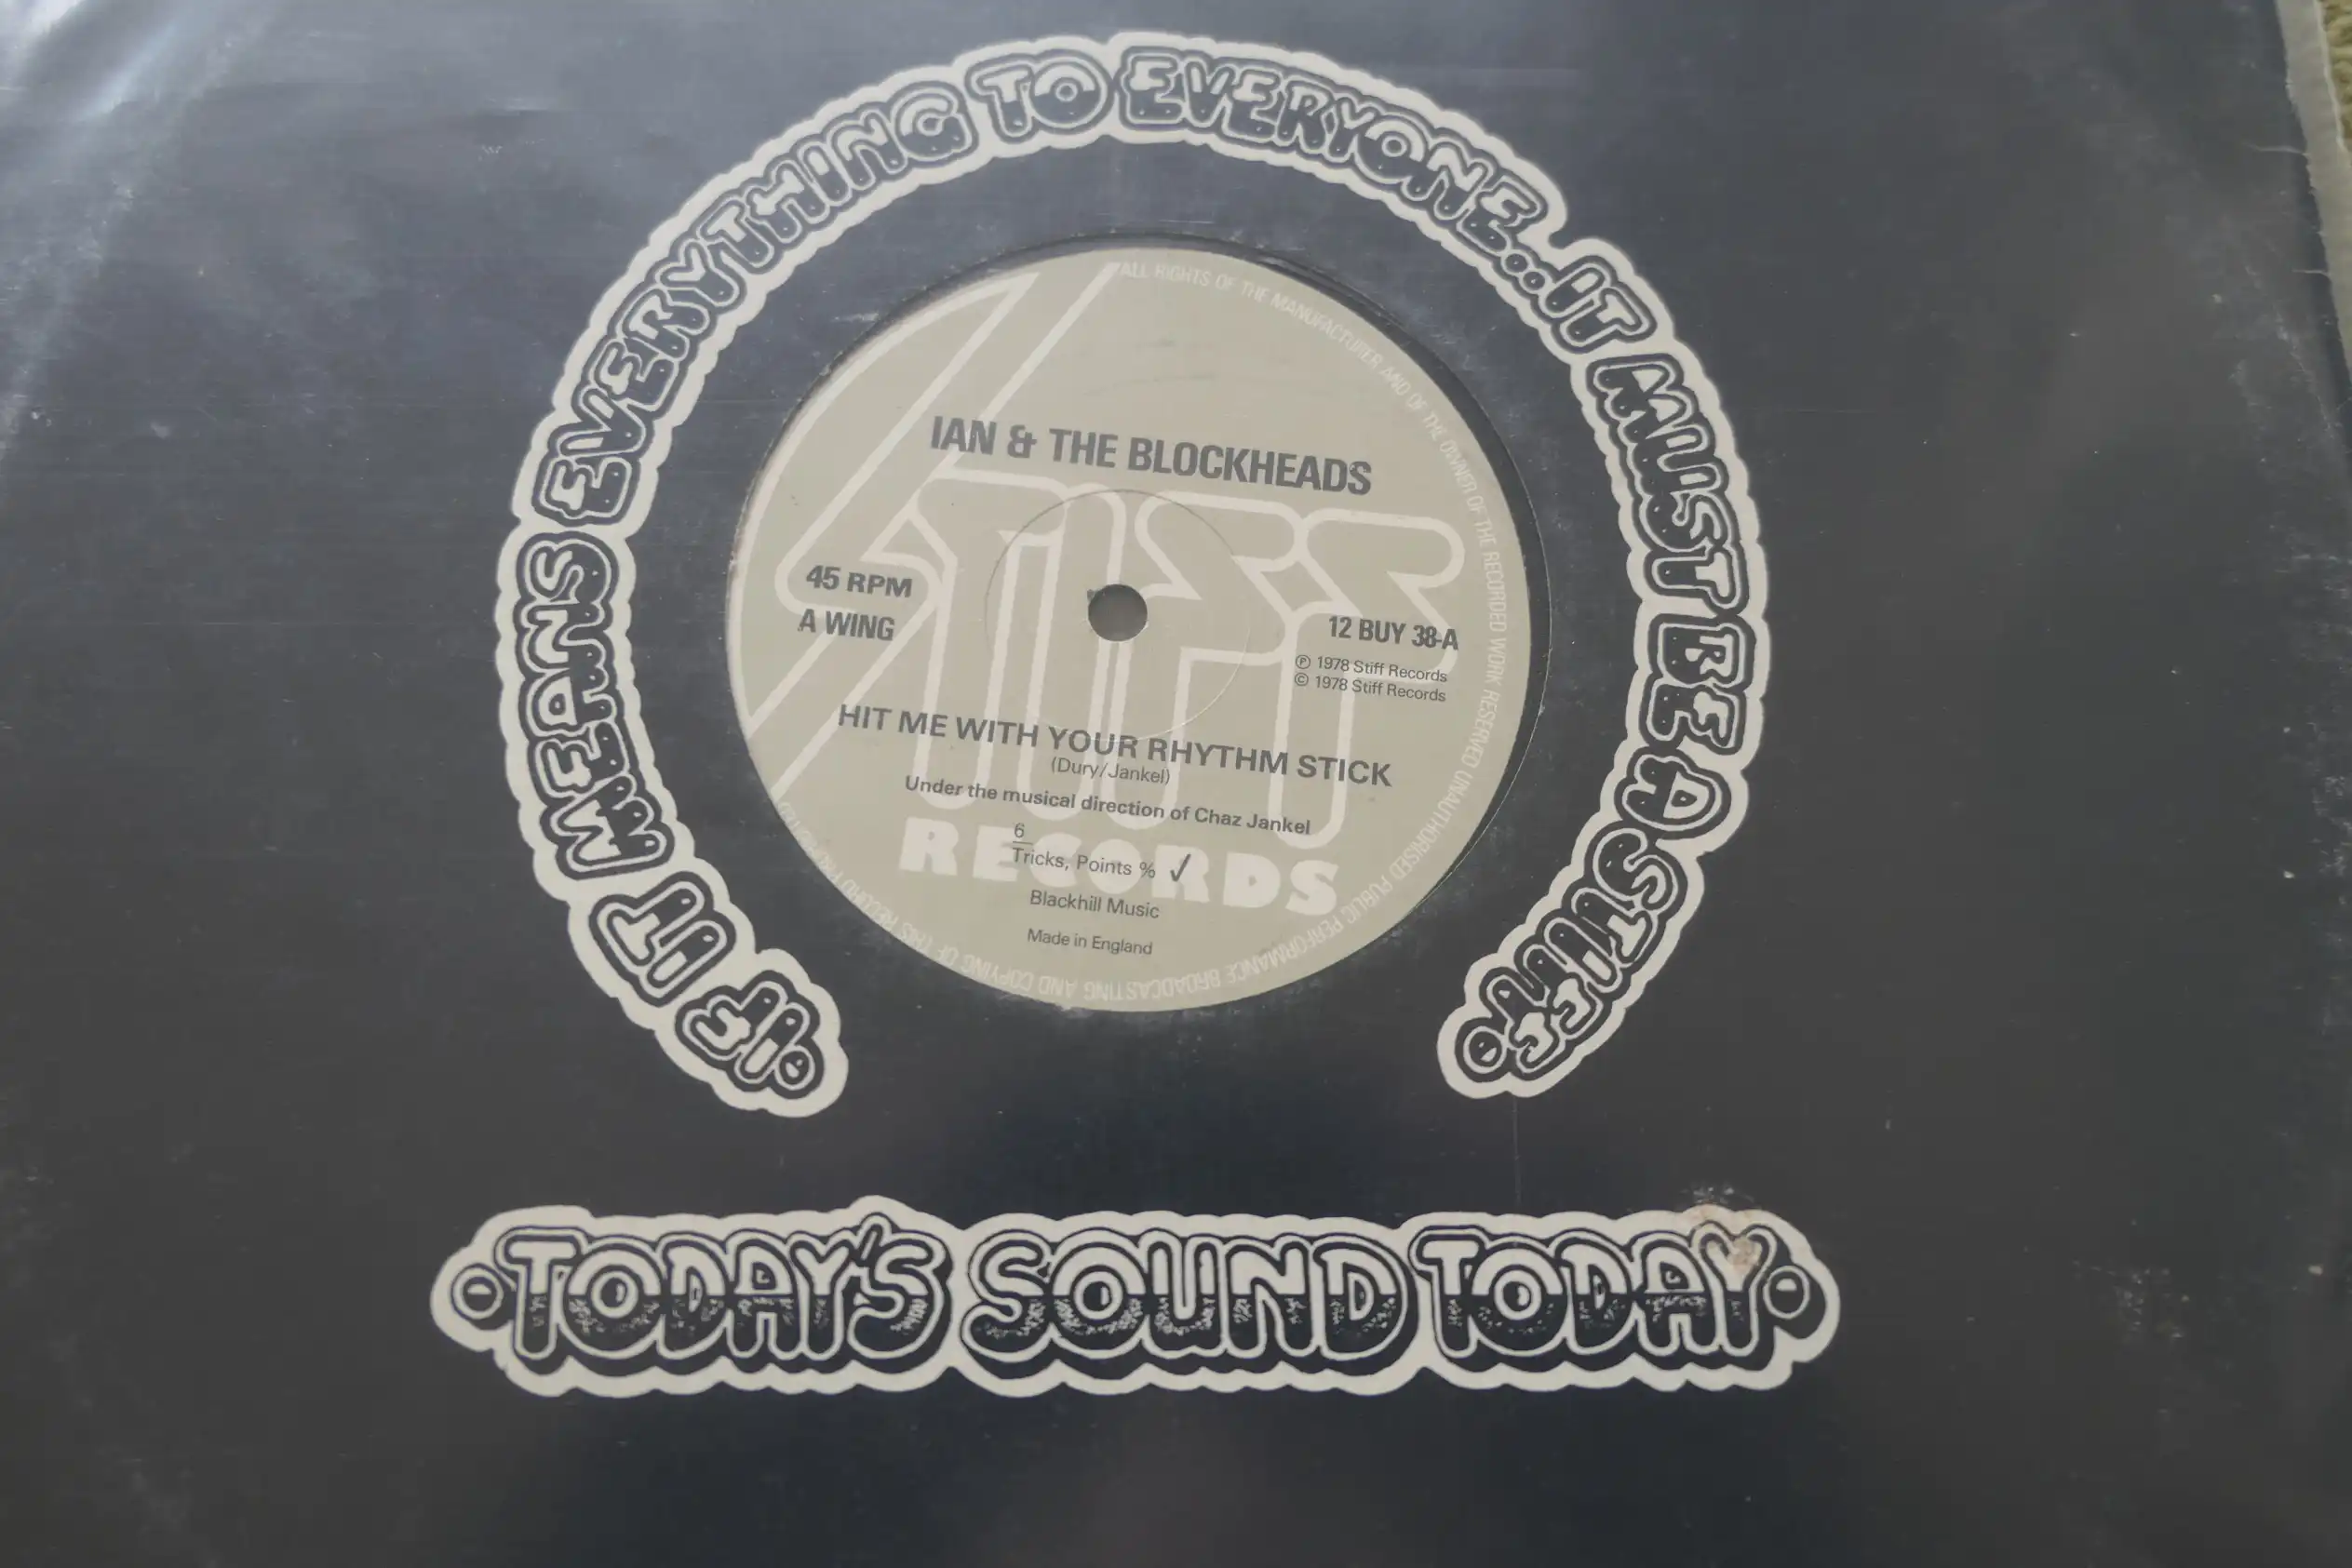 •IF IT MEANS EVERYTHING TO EVERYONE... IT MUST BE A STIFF•
ALL RIGHTS OF THE MANUFACTURER AND OF THE OWNER OF THE RECORDED WORK RESERVED UNAUTHORISED PUBLIC PERFORMANCE BROADCASTING AND COPYING OF THIS RECORD PROHIBITED
IAN & THE BLOCKHEADS
STIFF
RECORDS
45 RPM
A WING
12 BUY 38-A
Ⓟ 1978 Stiff Records
© 1978 Stiff Records
HIT ME WITH YOUR RHYTHM STICK
(Dury/Jankel)
Under the musical direction of Chaz Jankel
6
Tricks, Points % ✓
Blackhill Music
Made in England
•TODAY'S SOUND TODAY•